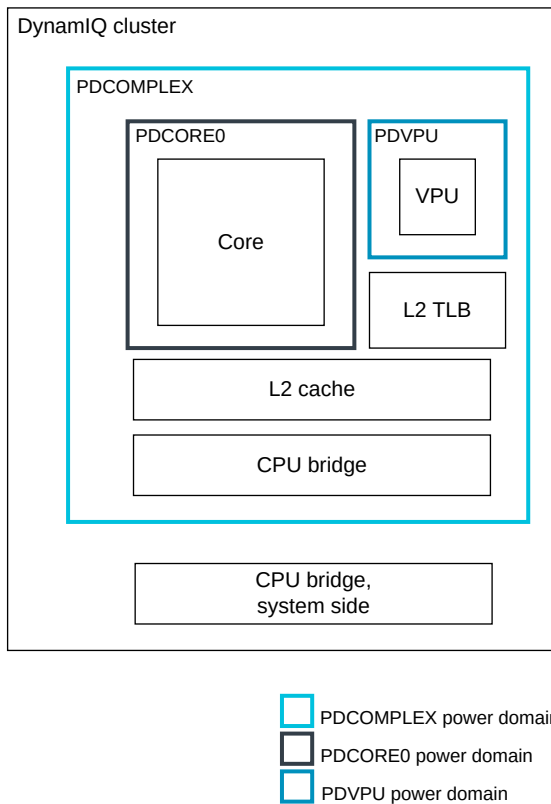 DynamIQ cluster
PDCOMPLEX
PDCORE0
PDVPU
VPU
Core
L2 TLB
L2 cache
CPU bridge
CPU bridge,
system side
PDCOMPLEX power domain
PDCORE0 power domain
PDVPU power domain